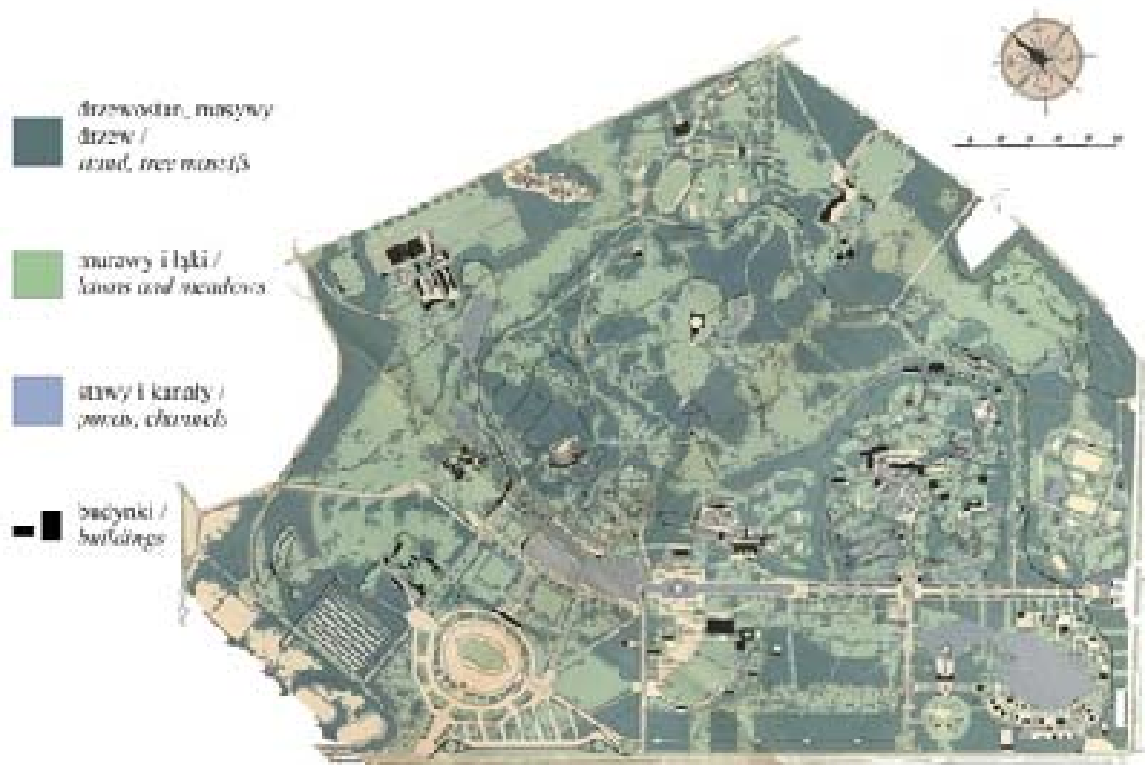 drzewostan, masywy
drzew /
stand, tree massifs
murawy i łąki /
lawns and meadows
stawy i kanały /
ponds, channels
budynki /
buildings